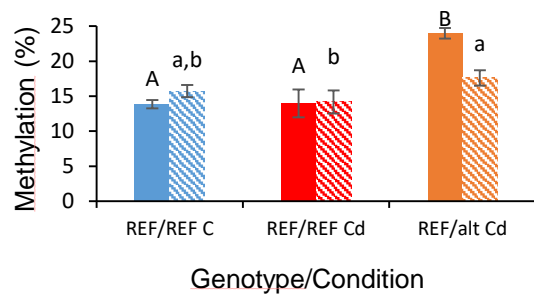 Methylation (%)
25
20
15
10
5
0
A
a,b
A
b
B
a
REF/REF C
REF/REF Cd
REF/alt Cd
Genotype/Condition